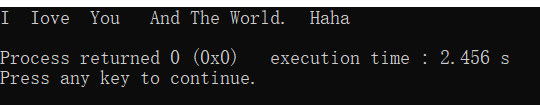 I  Iove  You   And The World.  Haha
Process returned 0 (0x0)   execution time : 2.456 s
Press any key to continue.